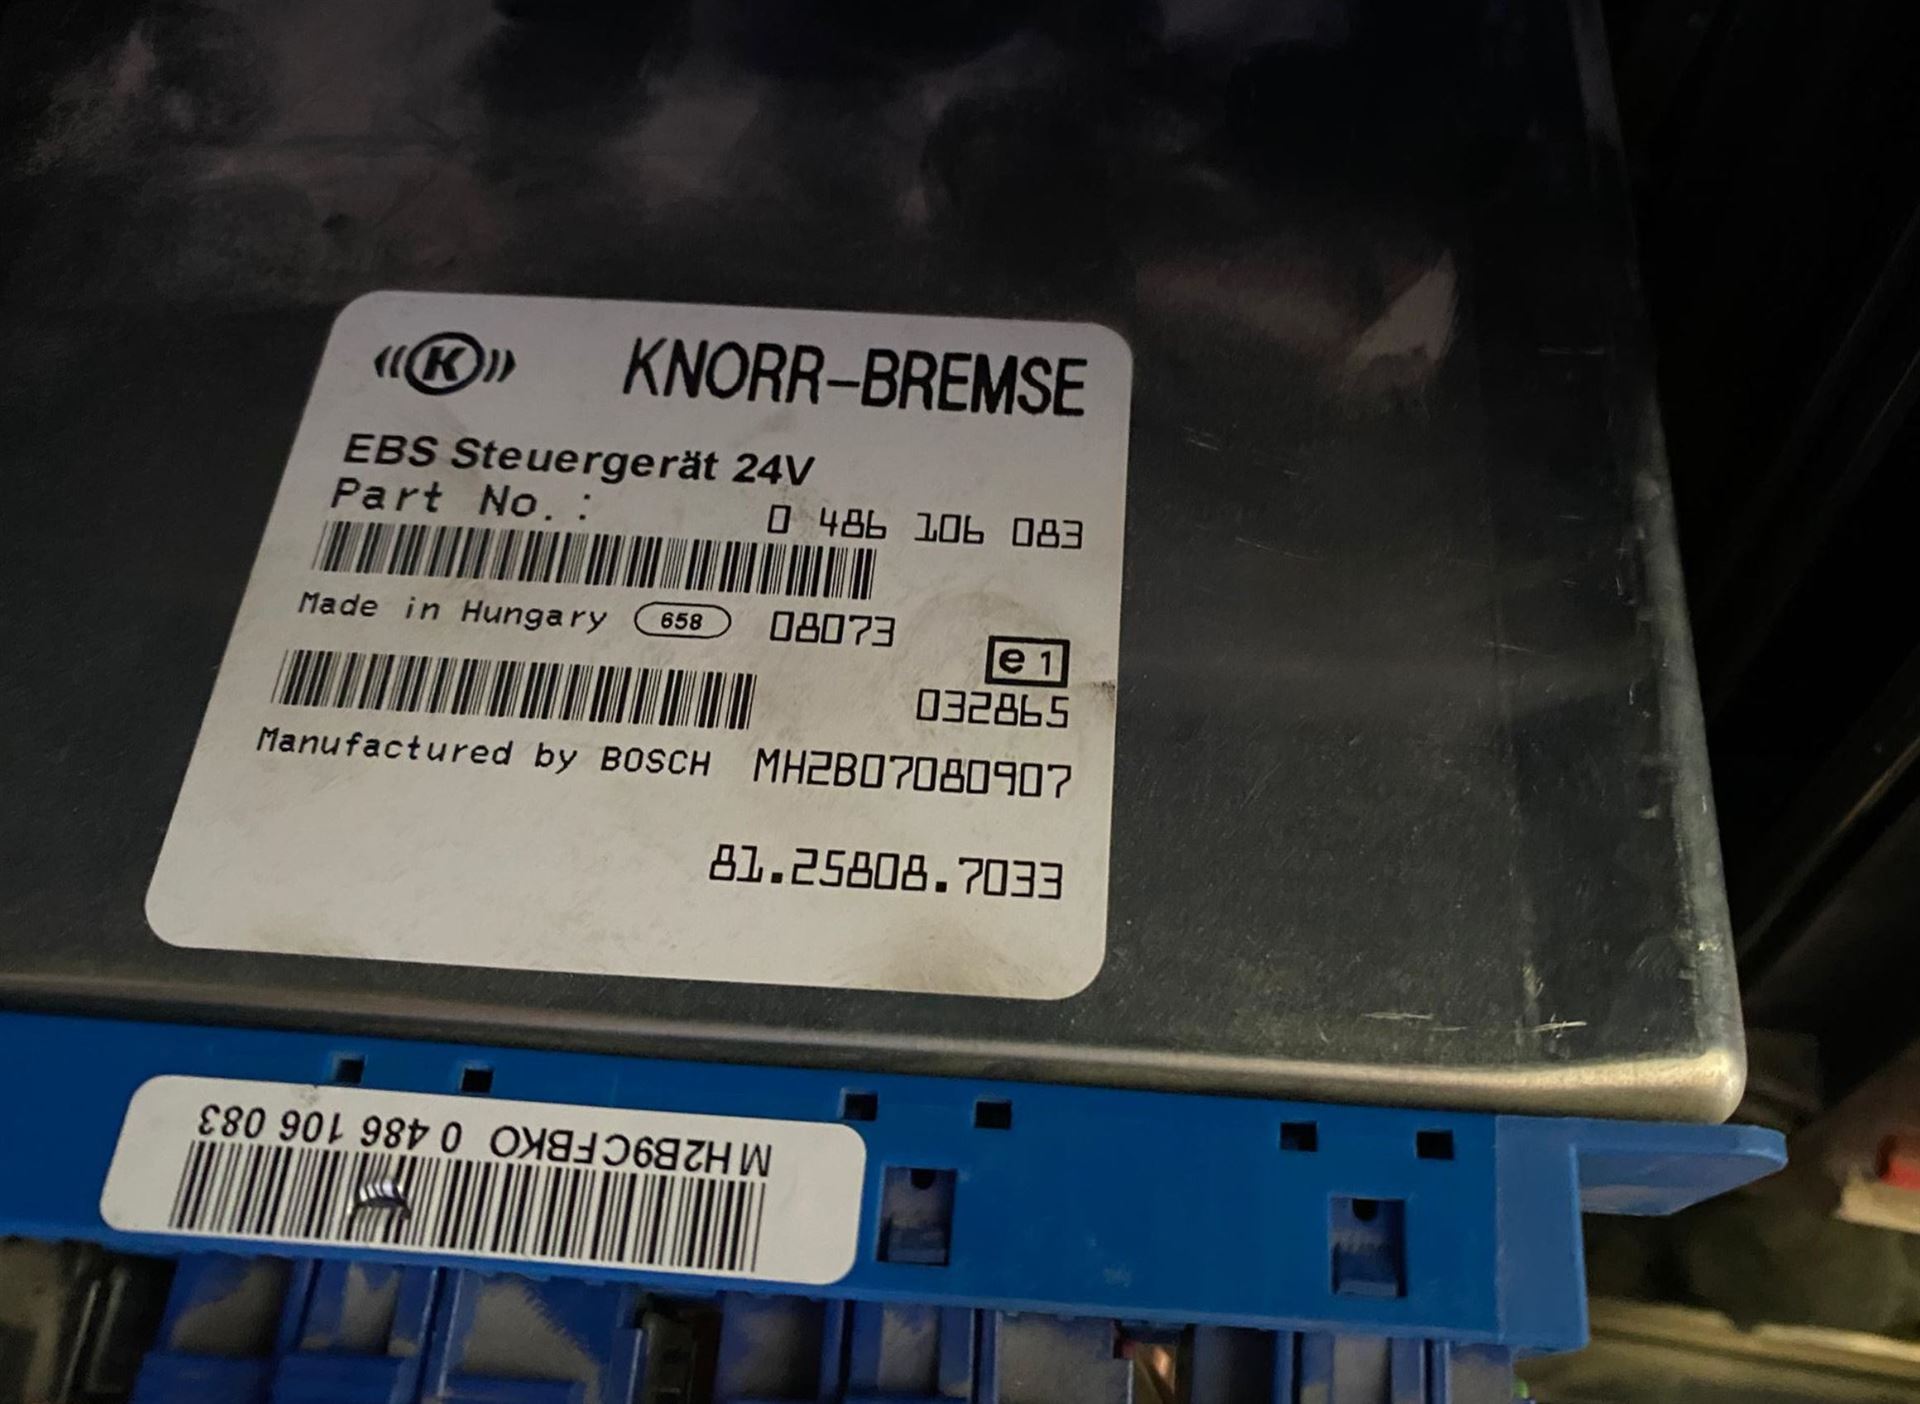 K KNORR-BREMSE
EBS Steuergerät 24V
Part No.: 0 486 106 083
Made in Hungary 658 08073
e1
032865
Manufactured by BOSCH MH2B07080907
81.25808.7033
MH2B9CFBKO 0 486 106 083